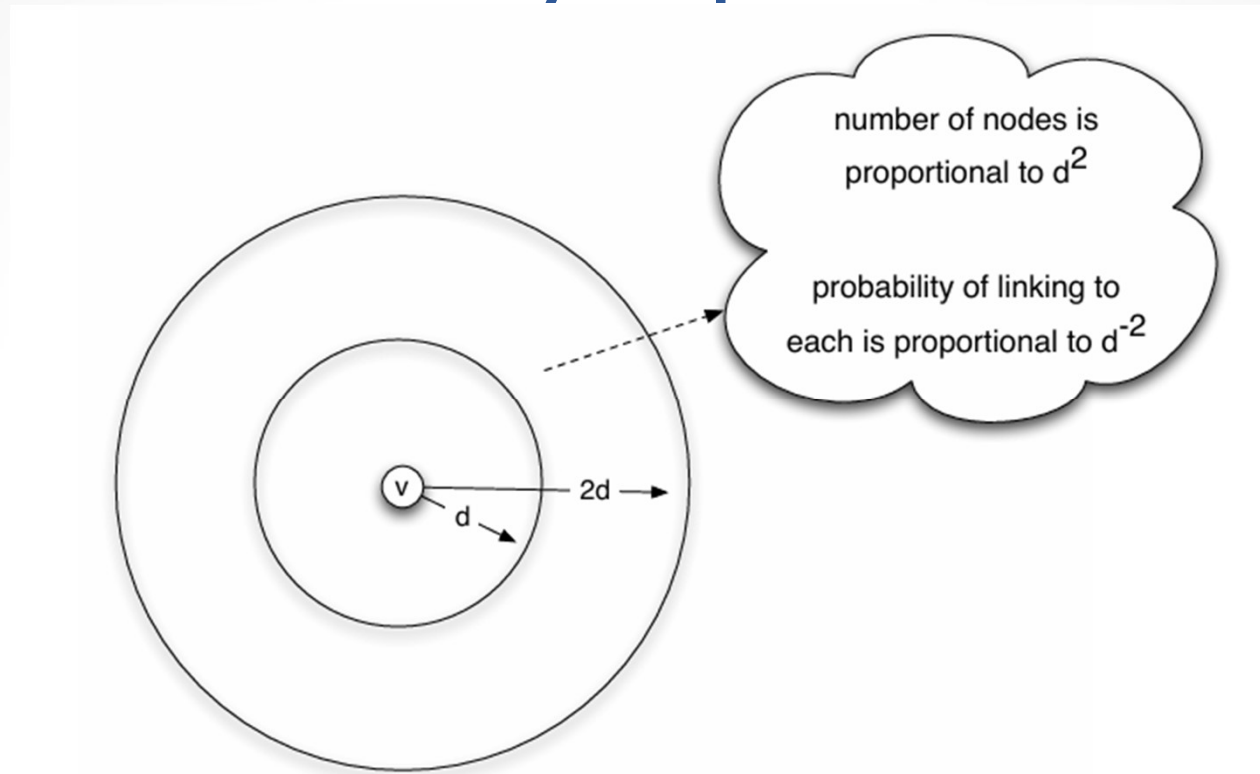 number of nodes is
proportional to d²
probability of linking to
each is proportional to d⁻²
v
2d
d